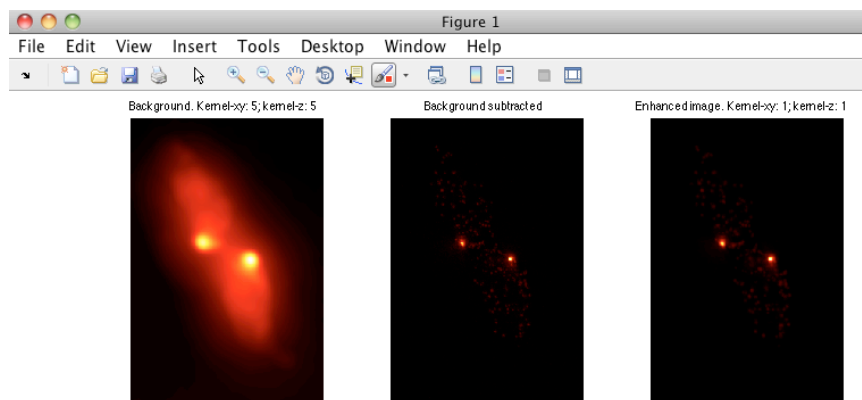 Figure 1
File Edit View Insert Tools Desktop Window Help
Background. Kernel-xy: 5; kernel-z: 5
Background subtracted
Enhanced image. Kernel-xy: 1; kernel-z: 1